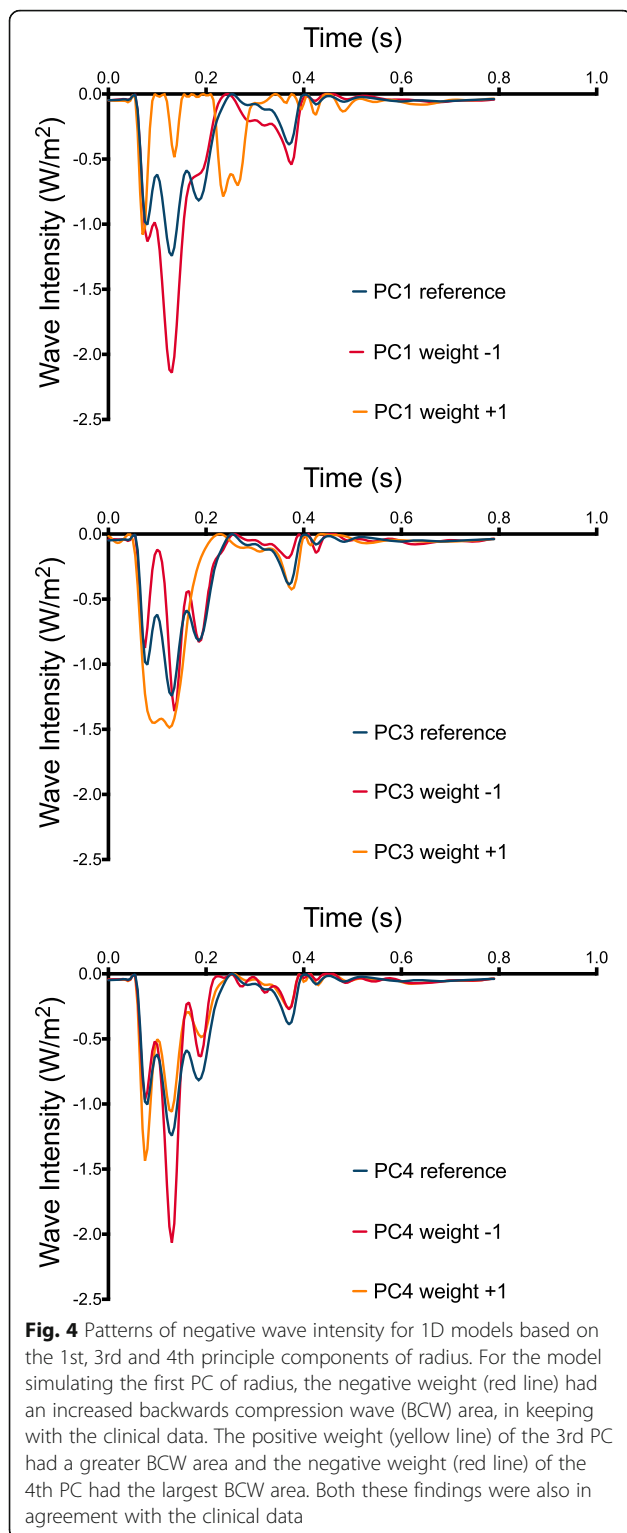 Time (s)
0.0 0.2 0.4 0.6 0.8 1.0
0.0
-0.5
-1.0
-1.5
-2.0
-2.5
Wave Intensity (W/m2)
PC1 reference
PC1 weight -1
PC1 weight +1
Time (s)
0.0 0.2 0.4 0.6 0.8 1.0
0.0
-0.5
-1.0
-1.5
-2.0
-2.5
Wave Intensity (W/m2)
PC3 reference
PC3 weight -1
PC3 weight +1
Time (s)
0.0 0.2 0.4 0.6 0.8 1.0
0.0
-0.5
-1.0
-1.5
-2.0
-2.5
Wave Intensity (W/m2)
PC4 reference
PC4 weight -1
PC4 weight +1
Fig. 4 Patterns of negative wave intensity for 1D models based on
the 1st, 3rd and 4th principle components of radius. For the model
simulating the first PC of radius, the negative weight (red line) had
an increased backwards compression wave (BCW) area, in keeping
with the clinical data. The positive weight (yellow line) of the 3rd PC
had a greater BCW area and the negative weight (red line) of the
4th PC had the largest BCW area. Both these findings were also in
agreement with the clinical data